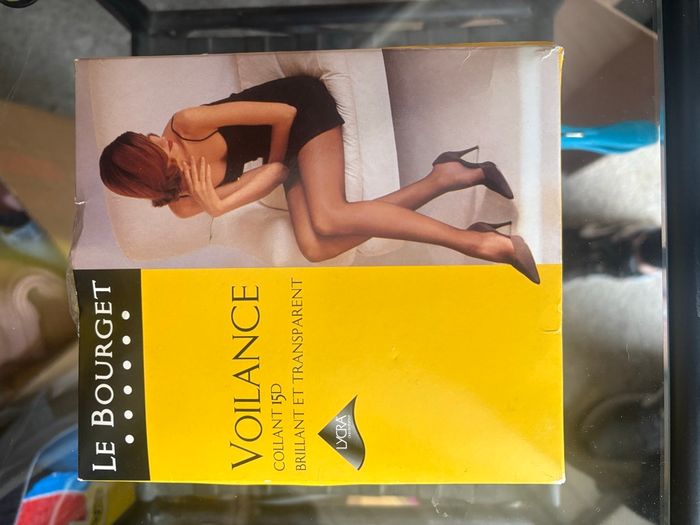 LE BOURGET
VOILANCE
COLLANT 15D
BRILLANT ET TRANSPARENT
LYCRA